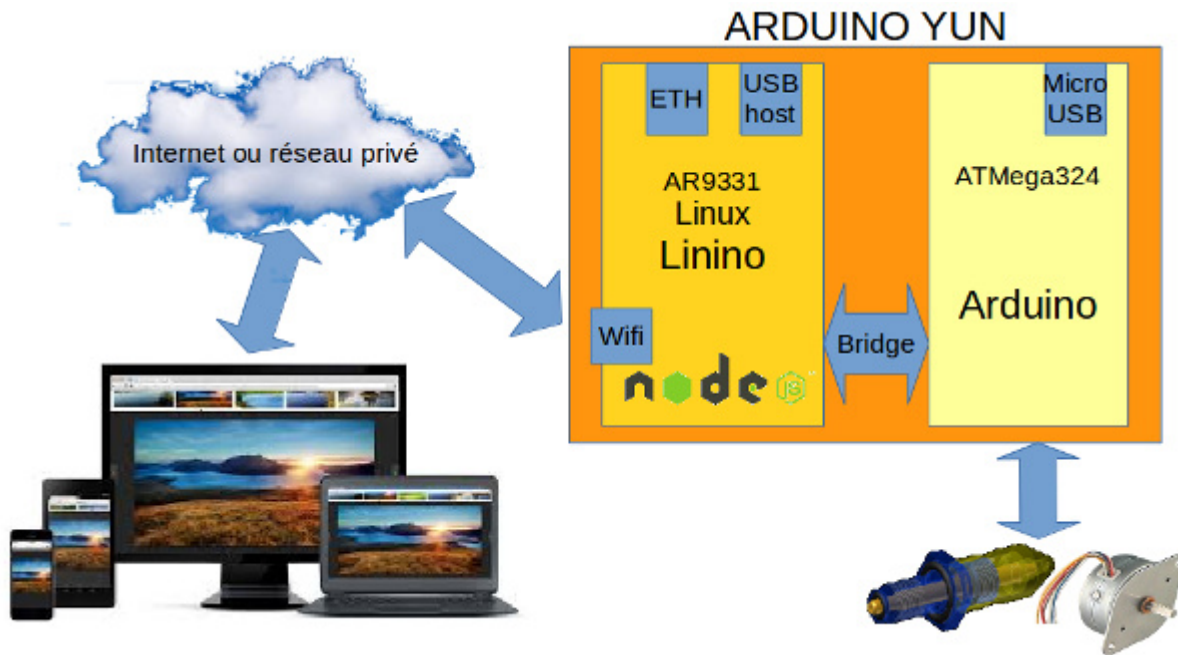 ARDUINO YUN
Internet ou réseau privé
ETH
USB
host
AR9331
Linux
Linino
Wifi
node
JS
Bridge
Micro
USB
ATMega324
Arduino